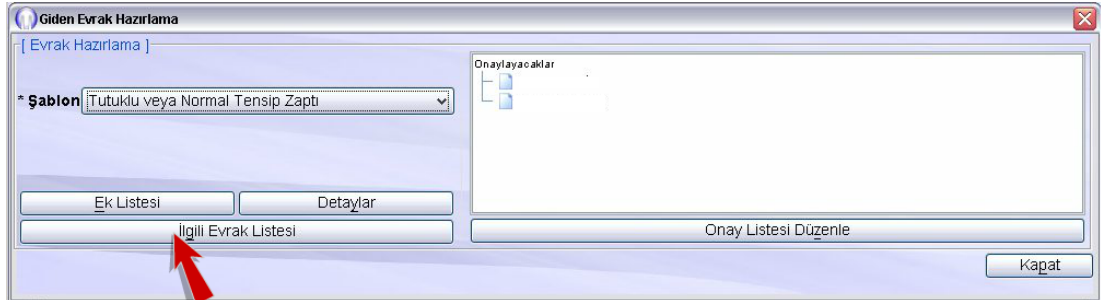 Giden Evrak Hazırlama
[ Evrak Hazırlama ]
* Şablon Tutuklu veya Normal Tensip Zaptı
Ek Listesi
Detaylar
İlgili Evrak Listesi
Onaylayacaklar
Onay Listesi Düzenle
Kapat